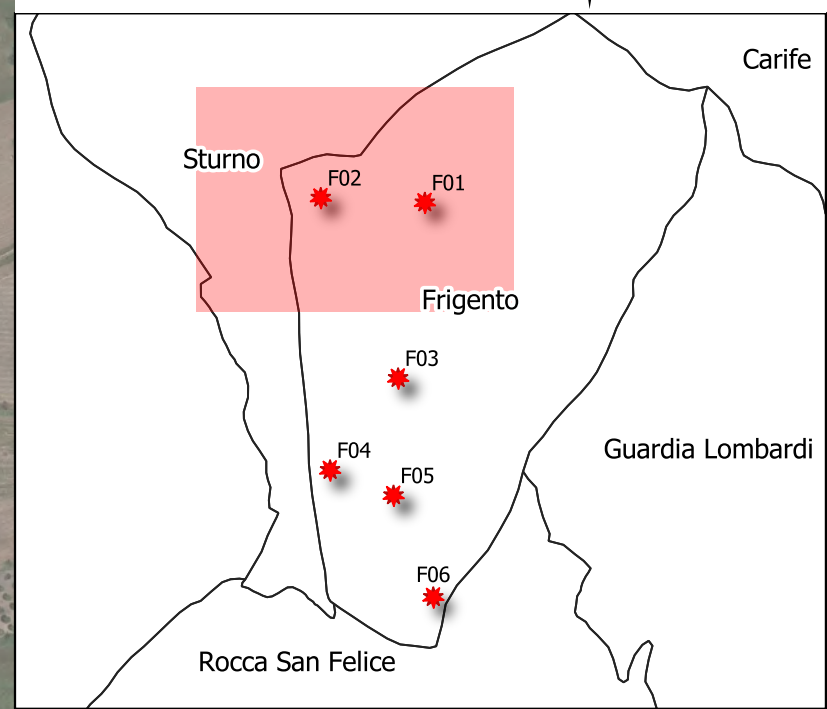 Carife
Sturno
F02
F01
Frigento
F03
Guardia Lombardi
F04
F05
F06
Rocca San Felice